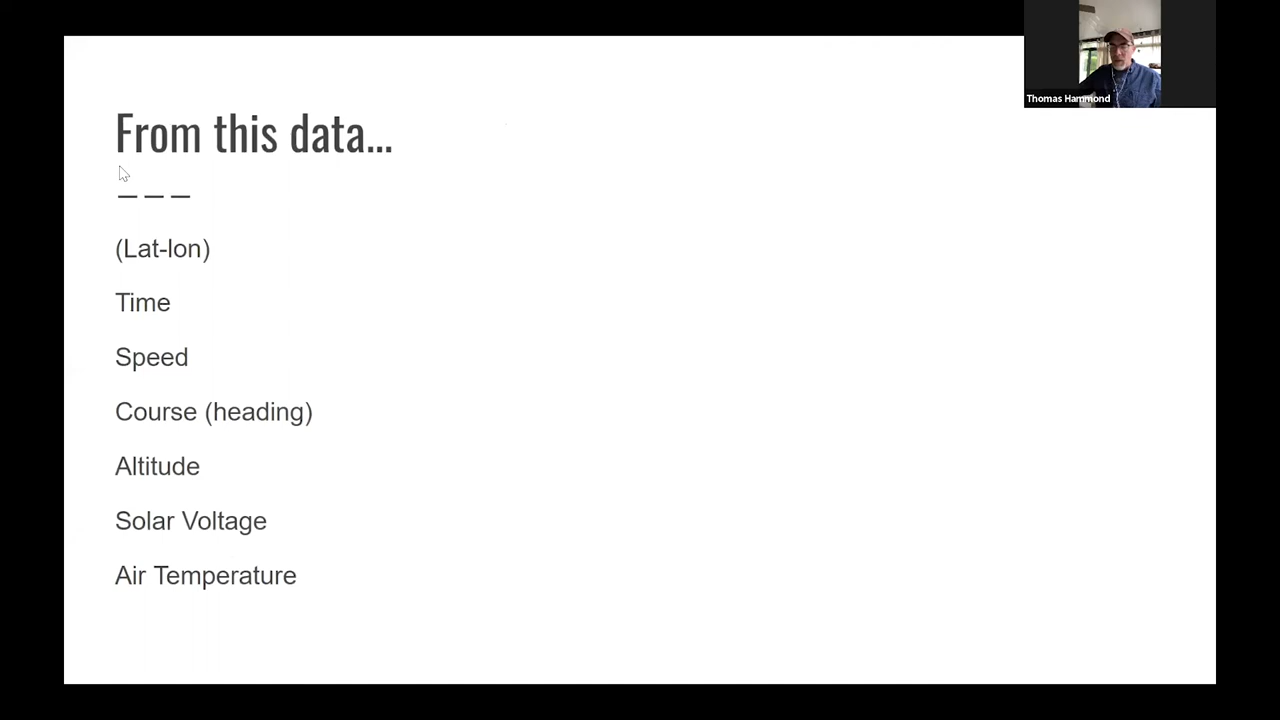 Thomas Hammond
From this data...
(Lat-lon)
Time
Speed
Course (heading)
Altitude
Solar Voltage
Air Temperature